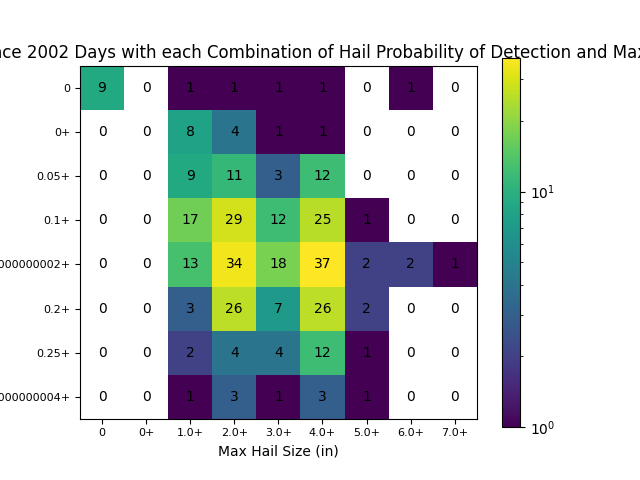 nce 2002 Days with each Combination of Hail Probability of Detection and Max
0 9 0 1 1 1 1 0 1 0
0+ 0 0 8 4 1 1 0 0 0
0.05+ 0 0 9 11 3 12 0 0 0
0.1+ 0 0 17 29 12 25 1 0 0
000000002+ 0 0 13 34 18 37 2 2 1
0.2+ 0 0 3 26 7 26 2 0 0
0.25+ 0 0 2 4 4 12 1 0 0
000000004+ 0 0 1 3 1 3 1 0 0
0 0+ 1.0+ 2.0+ 3.0+ 4.0+ 5.0+ 6.0+ 7.0+
Max Hail Size (in)
10¹
10⁰